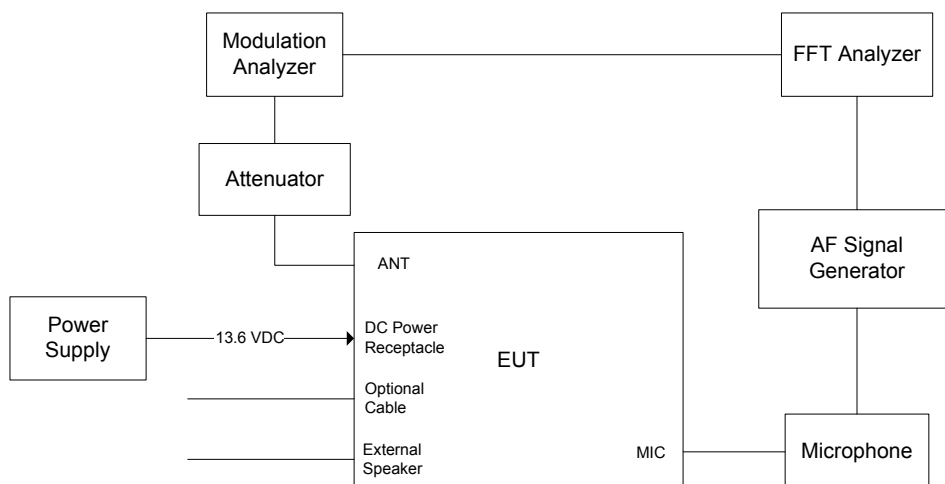 Modulation
Analyzer
FFT Analyzer
Attenuator
AF Signal
Generator
ANT
Power
Supply
13.6 VDC
DC Power
Receptacle
EUT
Optional
Cable
External
Speaker
MIC
Microphone